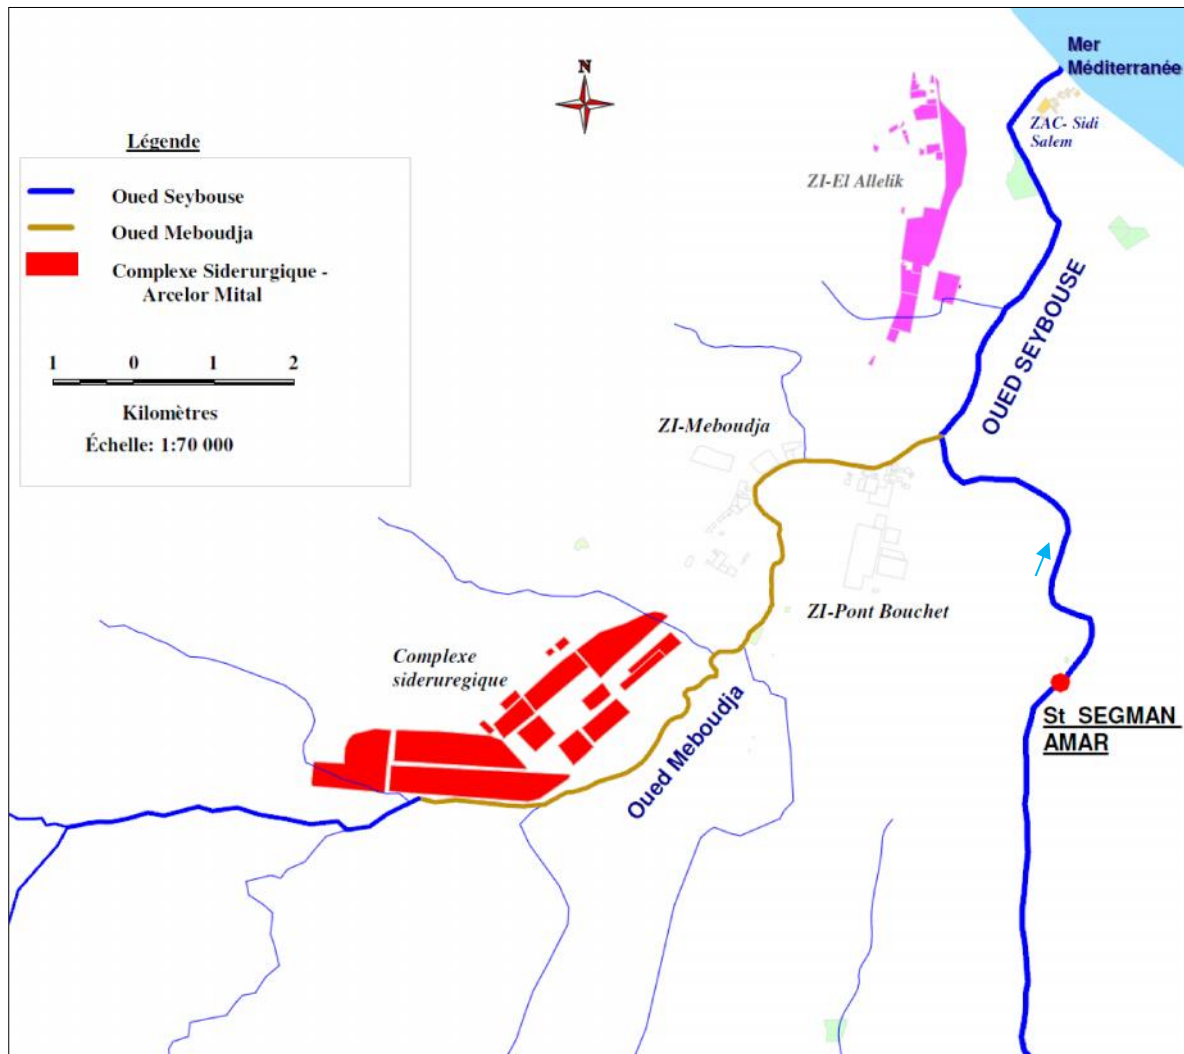 Mer
Méditerranée
N
ZAC- Sidi
Salem
Légende
ZI-El Allelik
Oued Seybouse
Oued Meboudja
Complexe Siderurgique -
Arcelor Mital
OUED SEYBOUSE
1 0 1 2
Kilomètres
Échelle: 1:70 000
ZI-Meboudja
ZI-Pont Bouchet
Complexe
sideruregique
Oued Meboudja
St SEGMAN
AMAR